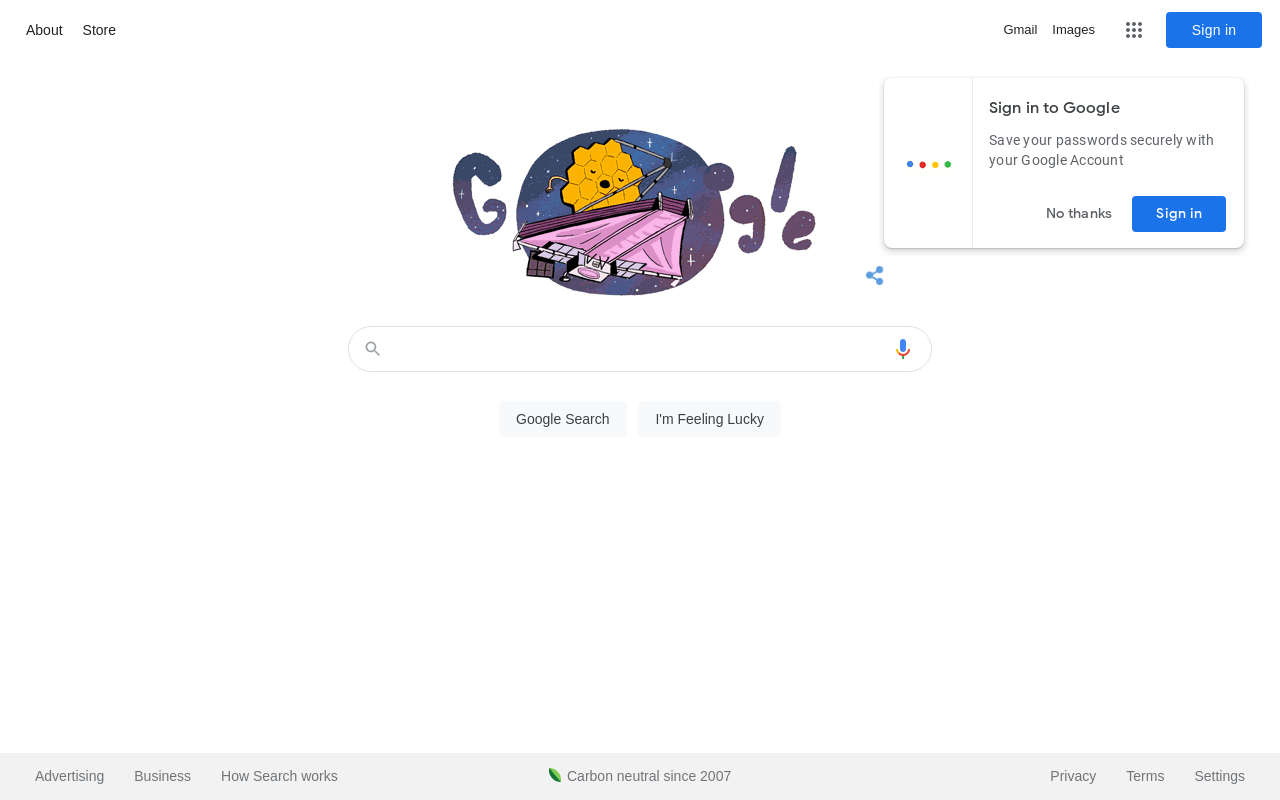 About Store
Gmail Images
Sign in
Sign in to Google
Save your passwords securely with
your Google Account
No thanks
Sign in
Google
Google Search
I'm Feeling Lucky
Advertising Business How Search works
Carbon neutral since 2007
Privacy Terms Settings